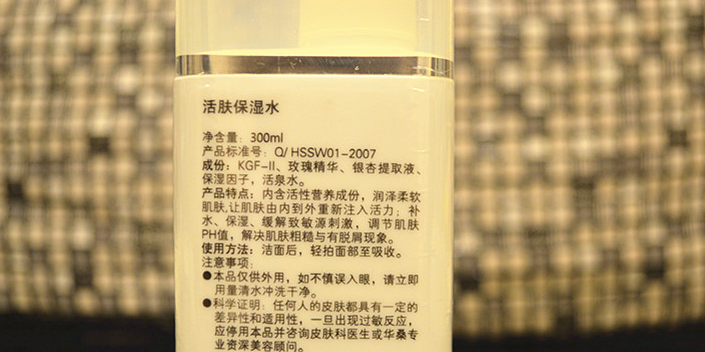 活肤保湿水
净含量：300ml
产品标准号：Q/HSSW01-2007
成份：KGF-II、玫瑰精华、银杏提取液、
保湿因子，活泉水。
产品特点：内含活性营养成份，润泽柔软
肌肤,让肌肤由内到外重新注入活力；补
水、保湿、缓解致敏源刺激，调节肌肤
PH值，解决肌肤粗糙与有脱屑现象。
使用方法：洁面后，轻拍面部至吸收。
注意事项：
●本品仅供外用，如不慎误入眼，请立即
用量清水冲洗干净。
●科学证明：任何人的皮肤都具有一定的
差异性和适用性，一旦出现过敏反应，
应停用本品并咨询皮肤科医生或华桑专
业资深美容顾问。